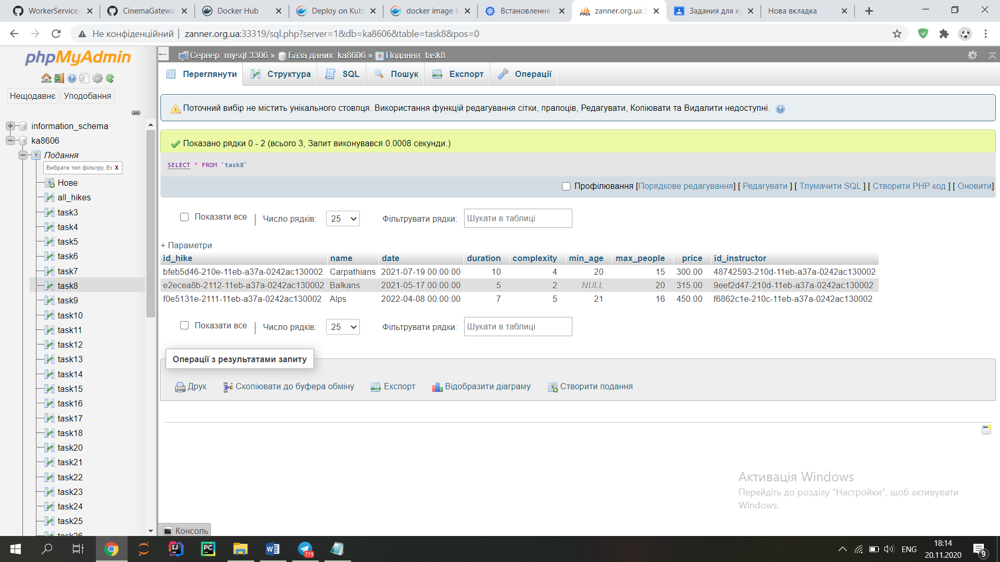 WorkerService/
CinemaGateway
Docker Hub
Deploy on Kube
docker image b
Встановлення
zanner.org.ua:3
Задания для ку
Нова вкладка
Не конфіденційний
zanner.org.ua:33319/sql.php?server=1&db=ka8606&table=task8&pos=0
phpMyAdmin
Нещодавнє
Уподобання
information_schema
ka8606
Подання
Вибрати тип фільтру, Er X
Нове
all_hikes
task3
task4
task5
task6
task7
task8
task9
task10
task11
task12
task13
task14
task15
task16
task17
task18
task20
task21
task22
task23
task24
task25
task26
Сервер: mysql:3306 » База даних: ka8606 » Подання: task8
Переглянути Структура SQL Пошук Експорт Операції
Поточний вибір не містить унікального стовпця. Використання функцій редагування сітки, прапоців, Редагувати, Копіювати та Видалити недоступні.
Показано рядки 0 - 2 (всього 3, Запит виконувався 0.0008 секунди.)
SELECT * FROM `task8`
Профілювання [Порядкове редагування] [ Редагувати ] [ Тлумачити SQL ] [ Створити PHP код ] [ Оновити]
Показати все | Число рядків: 25 Фільтрувати рядки: Шукати в таблиці
+ Параметри
id_hike name date duration complexity min_age max_people price id_instructor
bfeb5d46-210e-11eb-a37a-0242ac130002 Carpathians 2021-07-19 00:00:00 10 4 20 15 300.00 48742593-210d-11eb-a37a-0242ac130002
e2ecea8b-2112-11eb-a37a-0242ac130002 Balkans 2021-05-17 00:00:00 5 2 NULL 20 315.00 9eef2d47-210d-11eb-a37a-0242ac130002
f0e5131e-2111-11eb-a37a-0242ac130002 Alps 2022-04-08 00:00:00 7 5 21 16 450.00 f6862c1e-210c-11eb-a37a-0242ac130002
Показати все | Число рядків: 25 Фільтрувати рядки: Шукати в таблиці
Операції з результатами запиту
Друк Скопіювати до буфера обміну Експорт Відобразити діаграму Створити подання
Активація Windows
Перейдіть до розділу "Настройки", щоб активувати
Windows.
Консоль
719
ENG
18:14
20.11.2020
9